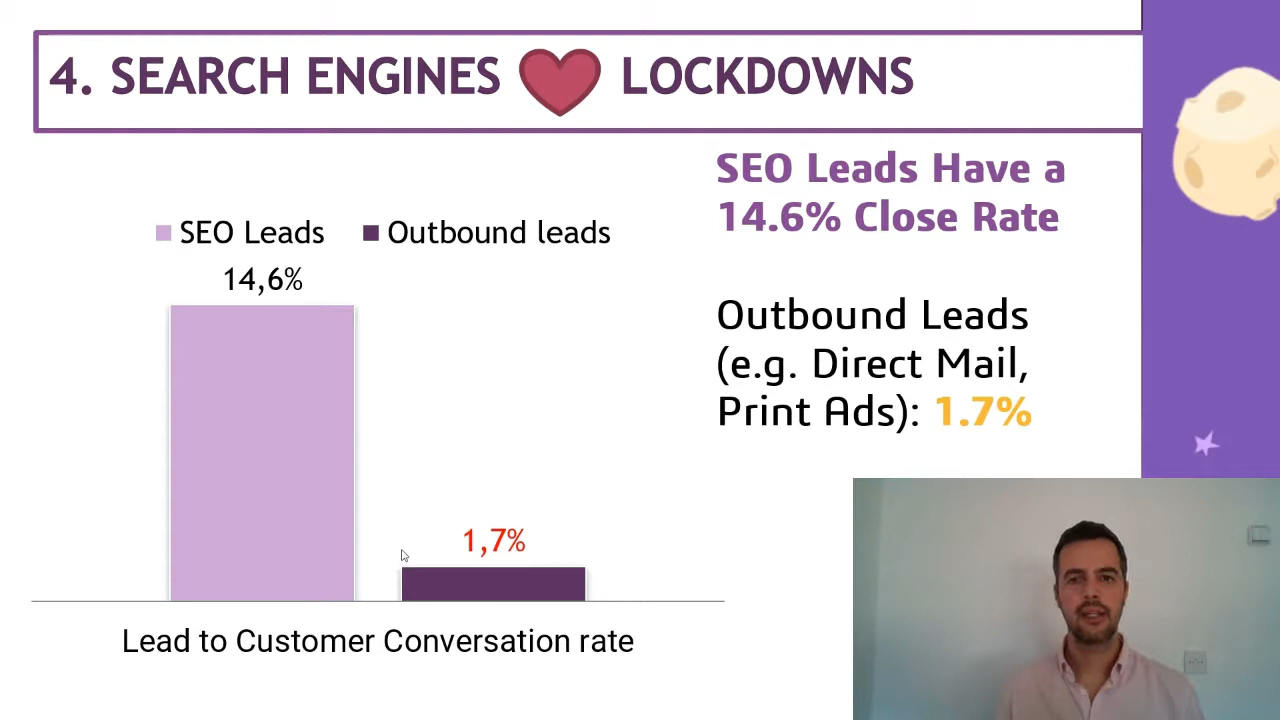 4. SEARCH ENGINES LOCKDOWNS
SEO Leads Have a
14.6% Close Rate
SEO Leads Outbound leads
14,6%
Outbound Leads
(e.g. Direct Mail,
Print Ads): 1.7%
1,7%
Lead to Customer Conversation rate